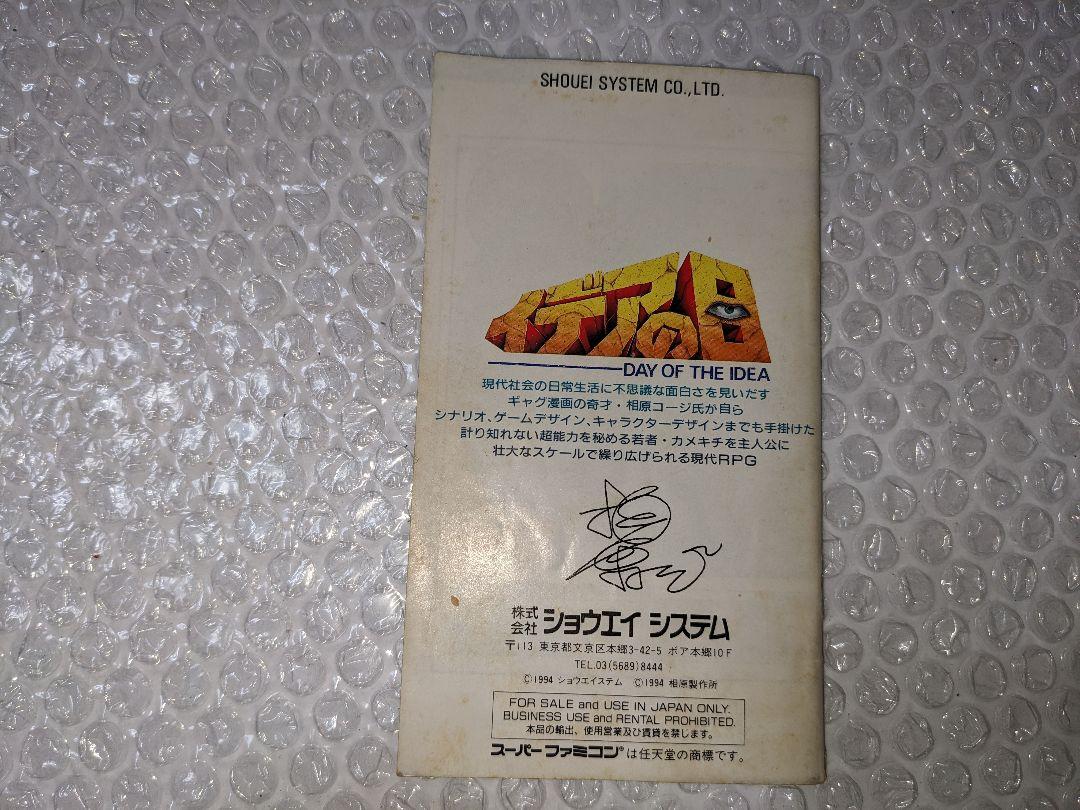 SHOUEI SYSTEM CO.,LTD.
イデアの日
DAY OF THE IDEA
現代社会の日常生活に不思議な面白さを見いだす
ギャグ漫画の奇才・相原コージ氏が自ら
シナリオ、ゲームデザイン、キャラクターデザインまでも手掛けた
計り知れない超能力を秘める若者・カメキチを主人公に
壮大なスケールで繰り広げられる現代RPG
株式会社 ショウエイ システム
〒113 東京都文京区本郷3-42-5 ボア本郷10F
TEL.03(5689)8444
©1994 ショウエイステム ©1994 相原製作所
FOR SALE and USE IN JAPAN ONLY.
BUSINESS USE and RENTAL PROHIBITED.
本品の輸出、使用営業及び賃貸を禁じます。
スーパーファミコン®は任天堂の商標です。